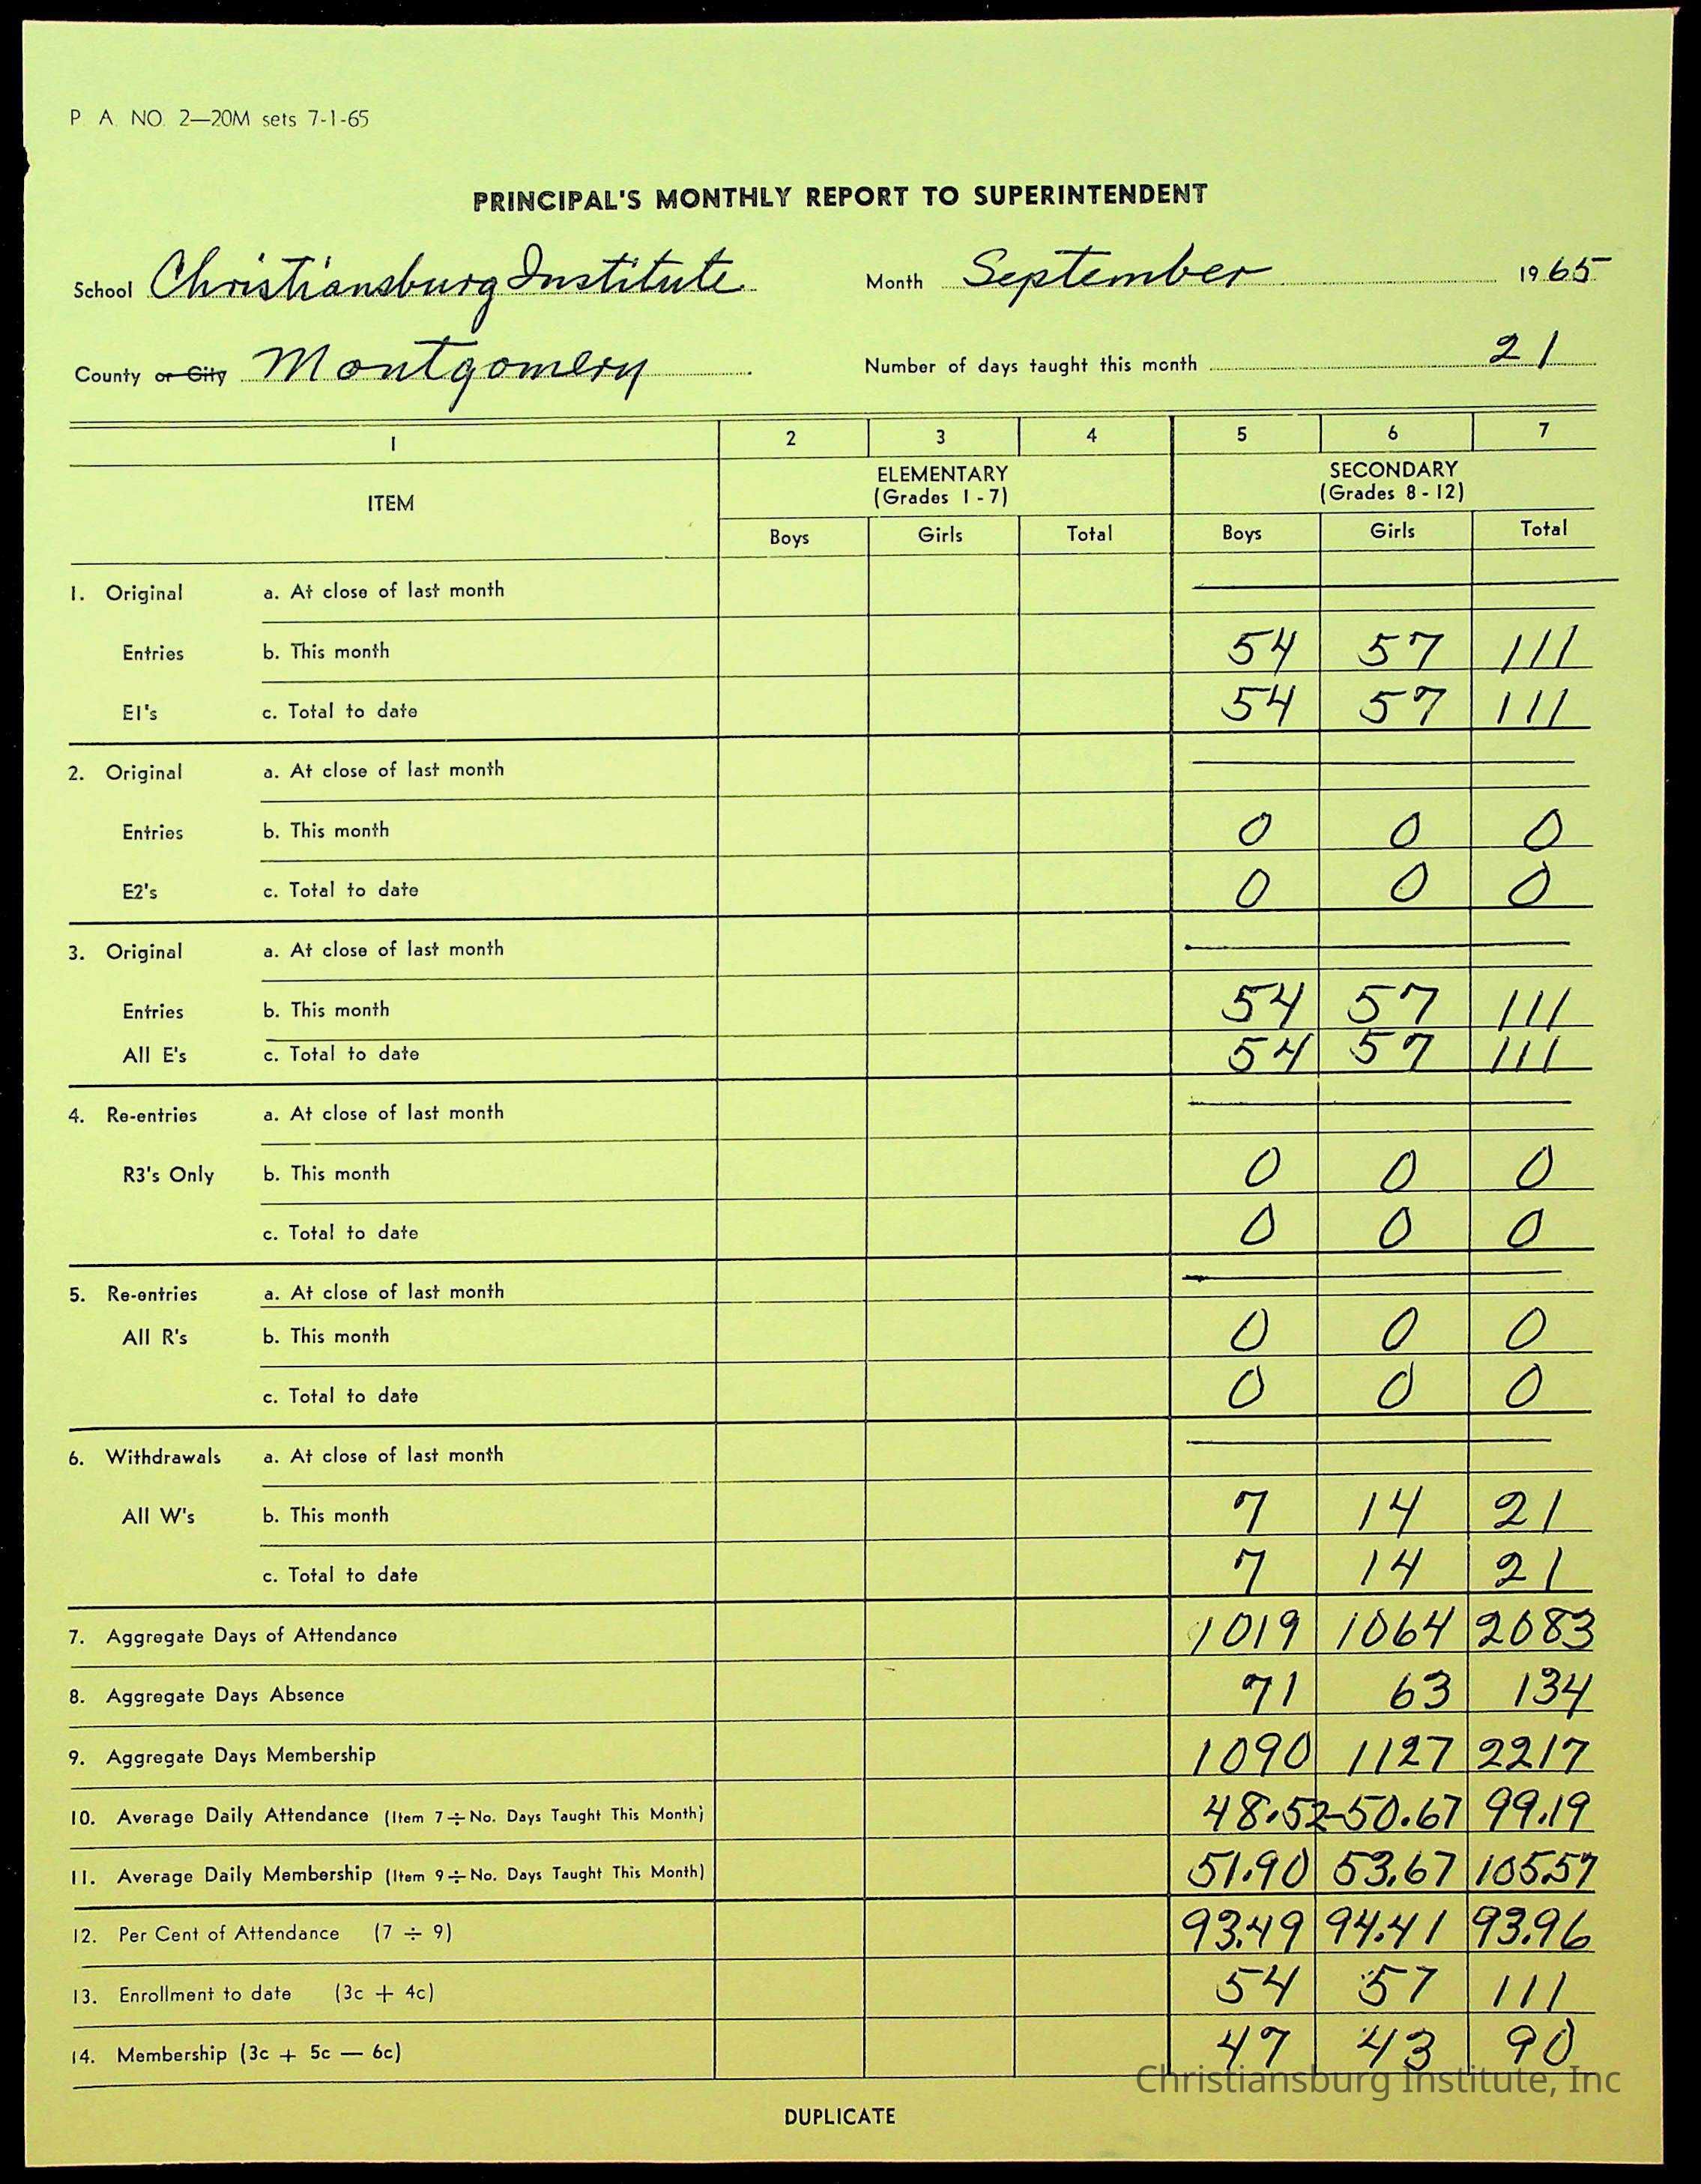 P. A. NO. 2—20M sets 7-1-65
PRINCIPAL'S MONTHLY REPORT TO SUPERINTENDENT
School Christiansburg Institute Month September 1965
County or City Montgomery Number of days taught this month 21
1 2 3 4 5 6 7
ITEM ELEMENTARY (Grades 1 - 7) SECONDARY (Grades 8 - 12)
Boys Girls Total Boys Girls Total
1. Original a. At close of last month
Entries b. This month 54 57 111
E1's c. Total to date 54 57 111
2. Original a. At close of last month
Entries b. This month 0 0 0
E2's c. Total to date 0 0 0
3. Original a. At close of last month
Entries b. This month 54 57 111
All E's c. Total to date 54 57 111
4. Re-entries a. At close of last month
R3's Only b. This month 0 0 0
c. Total to date 0 0 0
5. Re-entries a. At close of last month
All R's b. This month 0 0 0
c. Total to date 0 0 0
6. Withdrawals a. At close of last month
All W's b. This month 7 14 21
c. Total to date 7 14 21
7. Aggregate Days of Attendance 1019 1064 2083
8. Aggregate Days Absence 71 63 134
9. Aggregate Days Membership 1090 1127 2217
10. Average Daily Attendance (Item 7 ÷ No. Days Taught This Month) 48.52 50.67 99.19
11. Average Daily Membership (Item 9 ÷ No. Days Taught This Month) 51.90 53.67 105.57
12. Per Cent of Attendance (7 ÷ 9) 93.49 94.41 93.96
13. Enrollment to date (3c + 4c) 54 57 111
14. Membership (3c + 5c — 6c) 47 43 90
Christiansburg Institute, Inc
DUPLICATE